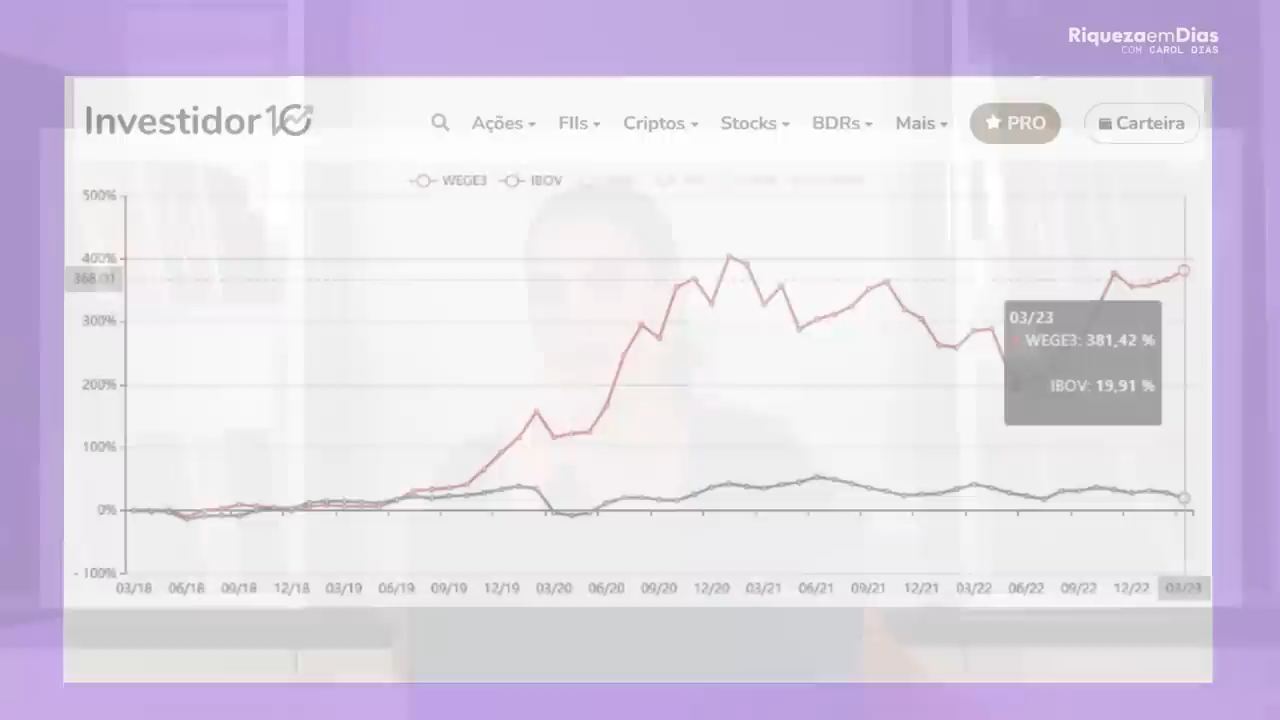 RiquezaemDias
COM CAROL DIAS
Investidor10
Ações FIIs Criptos Stocks BDRs Mais PRO Carteira
WEGE3 IBOV
500%
400%
368,01
300%
200%
100%
0%
- 100%
03/23
WEGE3: 381,42 %
IBOV: 19,91 %
03/18 06/18 09/18 12/18 03/19 06/19 09/19 12/19 03/20 06/20 09/20 12/20 03/21 06/21 09/21 12/21 03/22 06/22 09/22 12/22 03/23